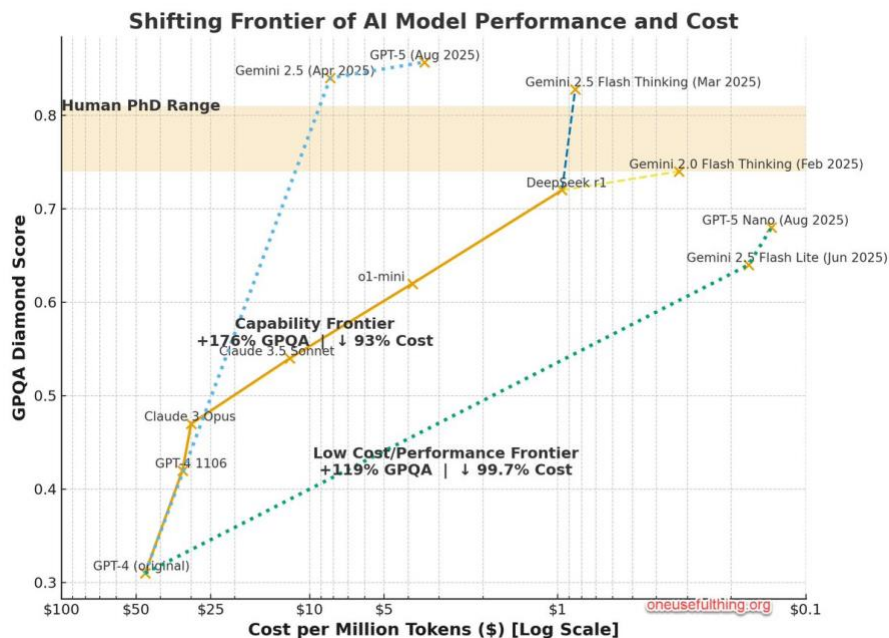 Shifting Frontier of AI Model Performance and Cost
GPT-5 (Aug 2025)
Gemini 2.5 (Apr 2025)
Gemini 2.5 Flash Thinking (Mar 2025)
0.8
Human PhD Range
Gemini 2.0 Flash Thinking (Feb 2025)
DeepSeek r1
0.7
GPT-5 Nano (Aug 2025)
Gemini 2.5 Flash Lite (Jun 2025)
o1-mini
0.6
Capability Frontier
+176% GPQA | ↓ 93% Cost
Claude 3.5 Sonnet
0.5
Claude 3 Opus
Low Cost/Performance Frontier
+119% GPQA | ↓ 99.7% Cost
GPT-4 1106
0.4
GPT-4 (original)
0.3
GPQA Diamond Score
$100 $50 $25 $10 $5 $1 $0.1
oneusefulthing.org
Cost per Million Tokens ($) [Log Scale]